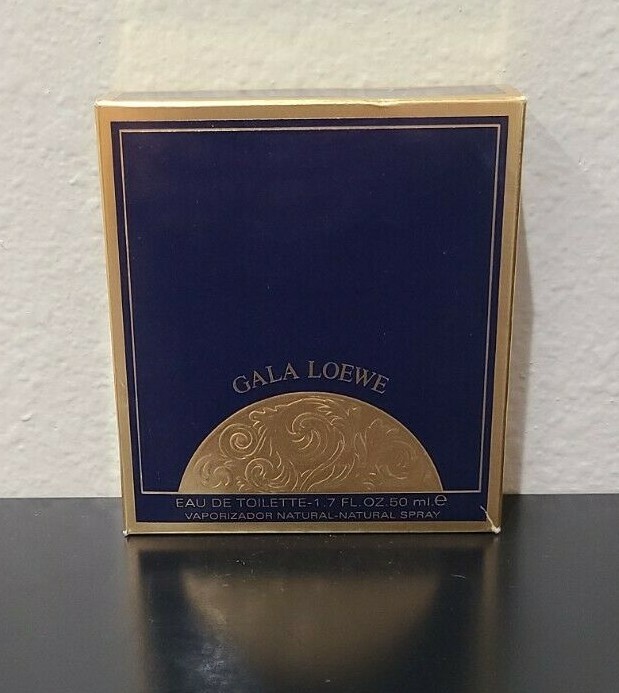 GALA LOEWE
EAU DE TOILETTE-1.7 FL.OZ.50 ml.e
VAPORIZADOR NATURAL-NATURAL SPRAY